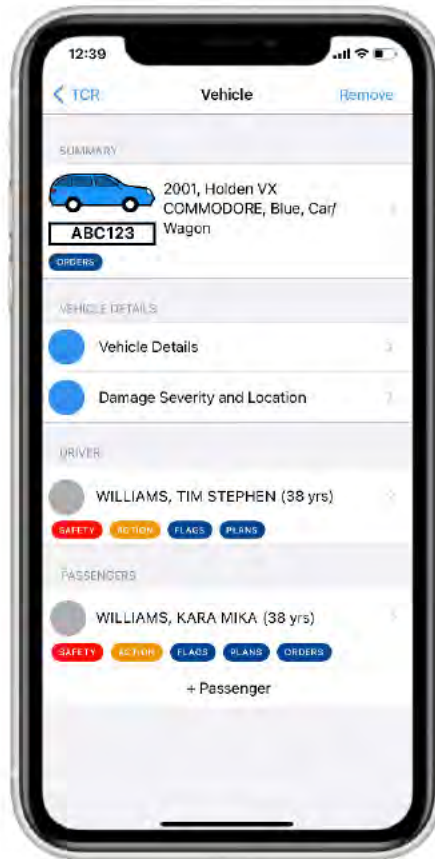 12:39
TCR
Vehicle
Remove
SUMMARY
2001, Holden VX
COMMODORE, Blue, Car/
Wagon
ABC123
ORDERS
VEHICLE DETAILS
Vehicle Details
Damage Severity and Location
DRIVER
WILLIAMS, TIM STEPHEN (38 yrs)
SAFETY ACTION FLAGS PLANS
PASSENGERS
WILLIAMS, KARA MIKA (38 yrs)
SAFETY ACTION FLAGS PLANS ORDERS
+ Passenger